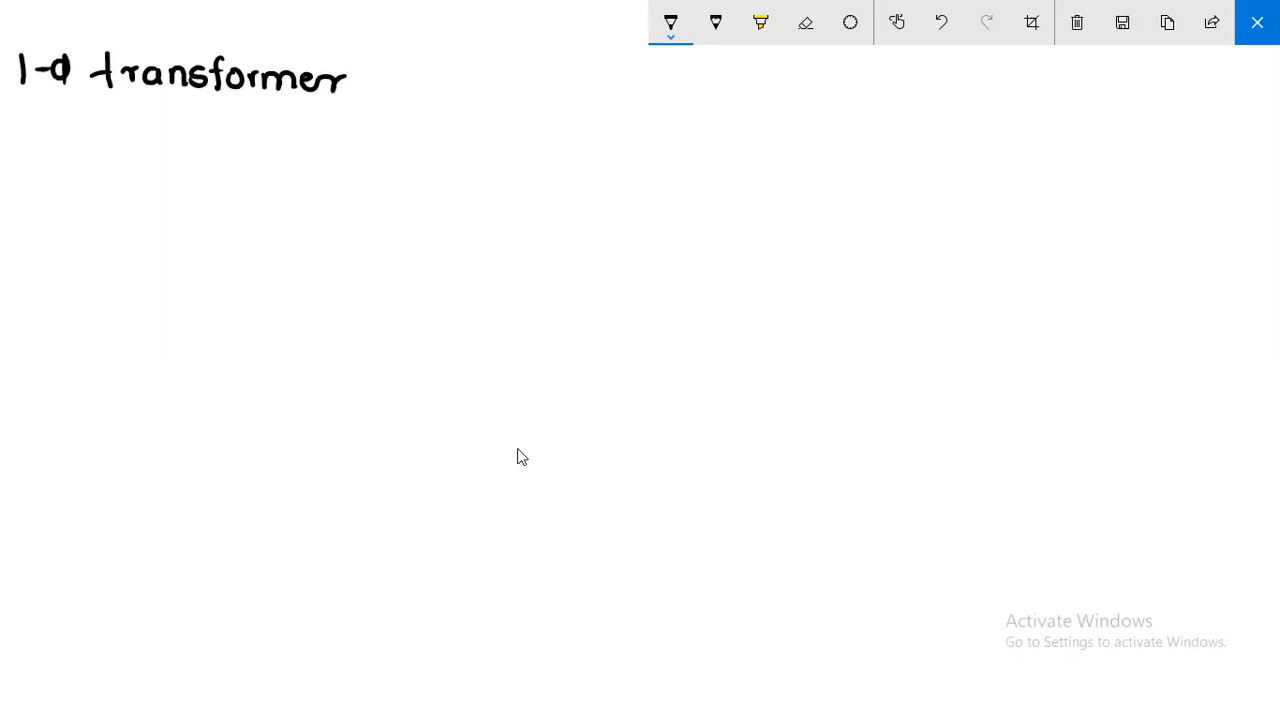 1-Φ transformer
Activate Windows
Go to Settings to activate Windows.